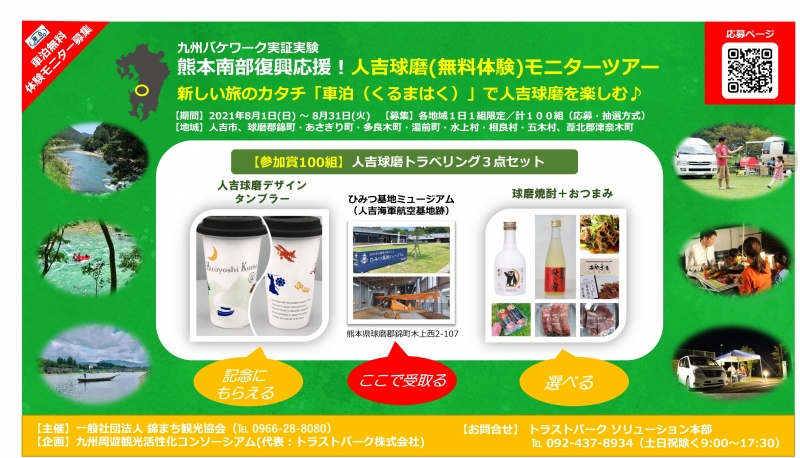 車泊
車泊無料
体験モニター募集
九州バケワーク実証実験
熊本南部復興応援！人吉球磨(無料体験)モニターツアー
新しい旅のカタチ「車泊（くるまはく）」で人吉球磨を楽しむ♪
【期間】2021年8月1日(日) ～ 8月31日(火) 【募集】各地域１日１組限定／計１００組（応募・抽選方式）
【地域】人吉市、球磨郡錦町・あさぎり町・多良木町・湯前町・水上村・相良村・五木村、葦北郡津奈木町
応募ページ
【参加賞100組】人吉球磨トラベリング３点セット
人吉球磨デザイン
タンブラー
ひみつ基地ミュージアム
（人吉海軍航空基地跡）
球磨焼酎＋おつまみ
ひみつ基地ミュージアム
熊本県球磨郡錦町木上西2-107
記念に
もらえる
ここで受取る
選べる
【主催】一般社団法人 錦まち観光協会（℡ 0966-28-8080）
【企画】九州周遊観光活性化コンソーシアム(代表：トラストパーク株式会社)
【お問合せ】 トラストパーク ソリューション本部
℡ 092-437-8934（土日祝除く9:00～17:30）